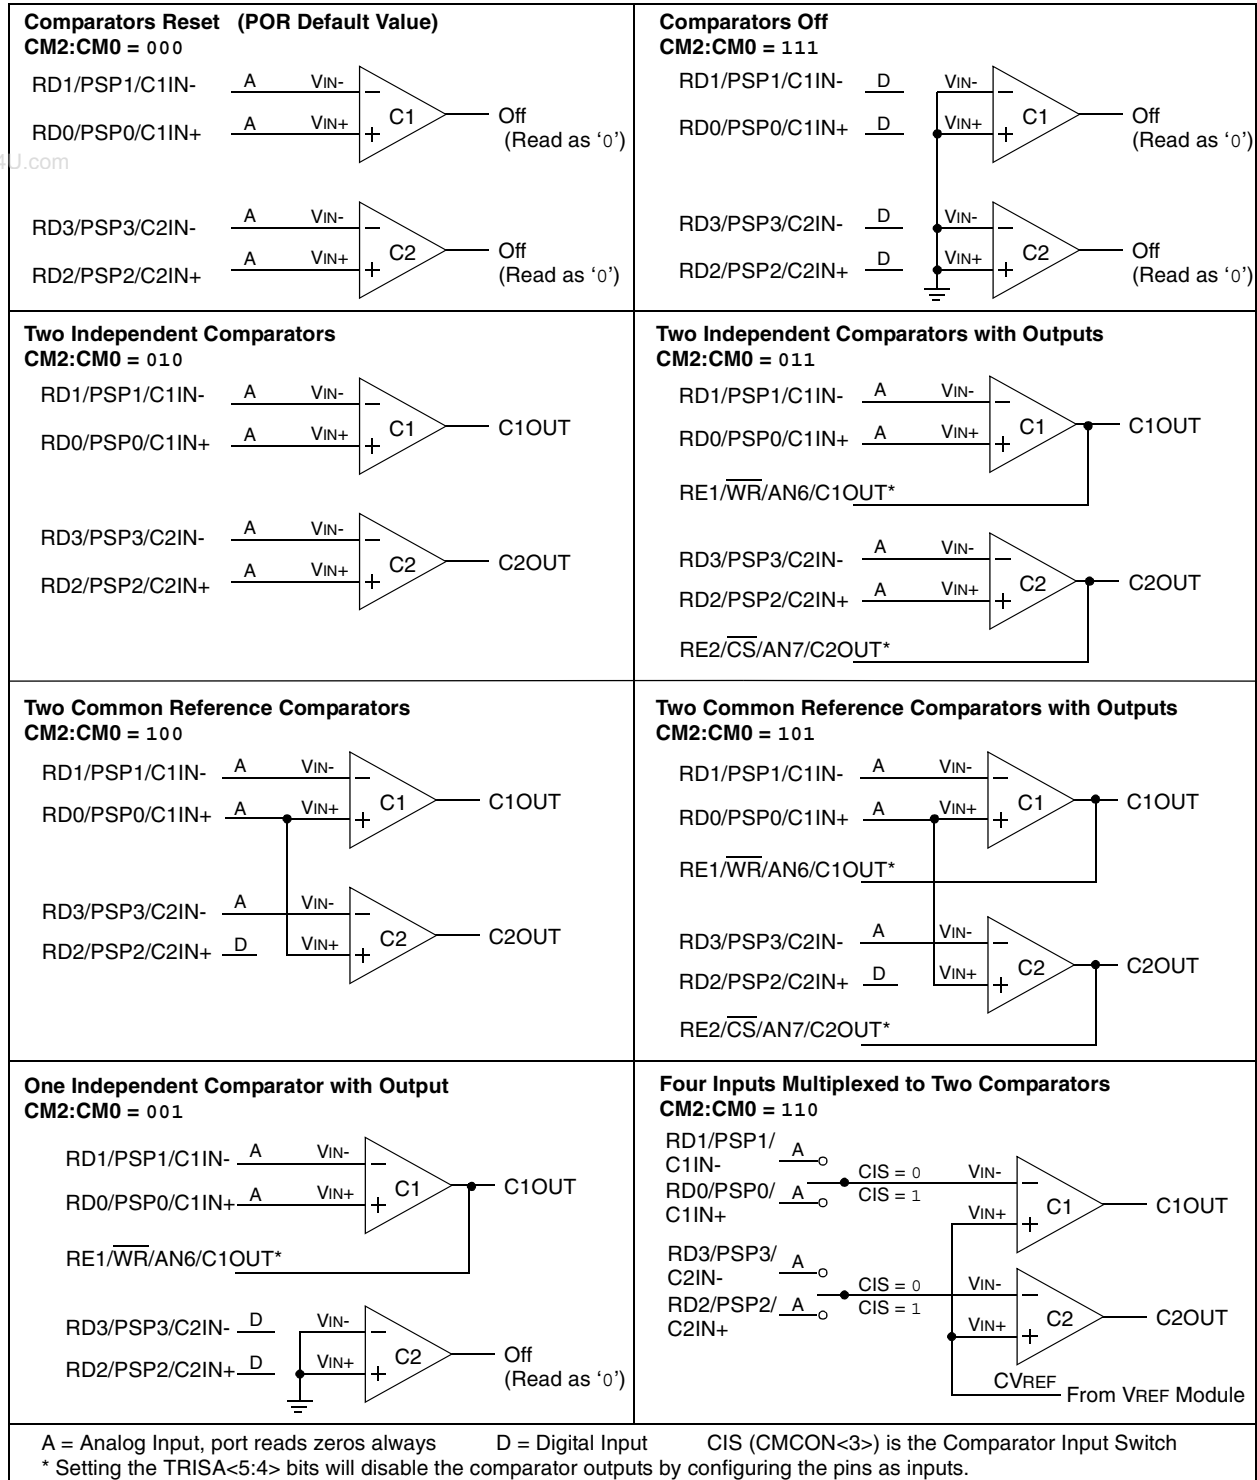 Comparators Reset (POR Default Value)
CM2:CM0 = 000
RD1/PSP1/C1IN- A VIN-
RD0/PSP0/C1IN+ A VIN+
C1
Off
(Read as ‘0’)
4U.com
RD3/PSP3/C2IN- A VIN-
RD2/PSP2/C2IN+ A VIN+
C2
Off
(Read as ‘0’)
Comparators Off
CM2:CM0 = 111
RD1/PSP1/C1IN- D VIN-
RD0/PSP0/C1IN+ D VIN+
C1
Off
(Read as ‘0’)
RD3/PSP3/C2IN- D VIN-
RD2/PSP2/C2IN+ D VIN+
C2
Off
(Read as ‘0’)
Two Independent Comparators
CM2:CM0 = 010
RD1/PSP1/C1IN- A VIN-
RD0/PSP0/C1IN+ A VIN+
C1
C1OUT
RD3/PSP3/C2IN- A VIN-
RD2/PSP2/C2IN+ A VIN+
C2
C2OUT
Two Independent Comparators with Outputs
CM2:CM0 = 011
RD1/PSP1/C1IN- A VIN-
RD0/PSP0/C1IN+ A VIN+
C1
C1OUT
RE1/WR/AN6/C1OUT*
RD3/PSP3/C2IN- A VIN-
RD2/PSP2/C2IN+ A VIN+
C2
C2OUT
RE2/CS/AN7/C2OUT*
Two Common Reference Comparators
CM2:CM0 = 100
RD1/PSP1/C1IN- A VIN-
RD0/PSP0/C1IN+ A VIN+
C1
C1OUT
RD3/PSP3/C2IN- A VIN-
RD2/PSP2/C2IN+ D VIN+
C2
C2OUT
Two Common Reference Comparators with Outputs
CM2:CM0 = 101
RD1/PSP1/C1IN- A VIN-
RD0/PSP0/C1IN+ A VIN+
C1
C1OUT
RE1/WR/AN6/C1OUT*
RD3/PSP3/C2IN- A VIN-
RD2/PSP2/C2IN+ D VIN+
C2
C2OUT
RE2/CS/AN7/C2OUT*
One Independent Comparator with Output
CM2:CM0 = 001
RD1/PSP1/C1IN- A VIN-
RD0/PSP0/C1IN+ A VIN+
C1
C1OUT
RE1/WR/AN6/C1OUT*
RD3/PSP3/C2IN- D VIN-
RD2/PSP2/C2IN+ D VIN+
C2
Off
(Read as ‘0’)
Four Inputs Multiplexed to Two Comparators
CM2:CM0 = 110
RD1/PSP1/
C1IN- A
RD0/PSP0/
C1IN+ A
CIS = 0 VIN-
CIS = 1
VIN+
C1
C1OUT
RD3/PSP3/
C2IN- A
RD2/PSP2/
C2IN+ A
CIS = 0 VIN-
CIS = 1
VIN+
C2
C2OUT
CVREF
From VREF Module
A = Analog Input, port reads zeros always D = Digital Input CIS (CMCON<3>) is the Comparator Input Switch
* Setting the TRISA<5:4> bits will disable the comparator outputs by configuring the pins as inputs.